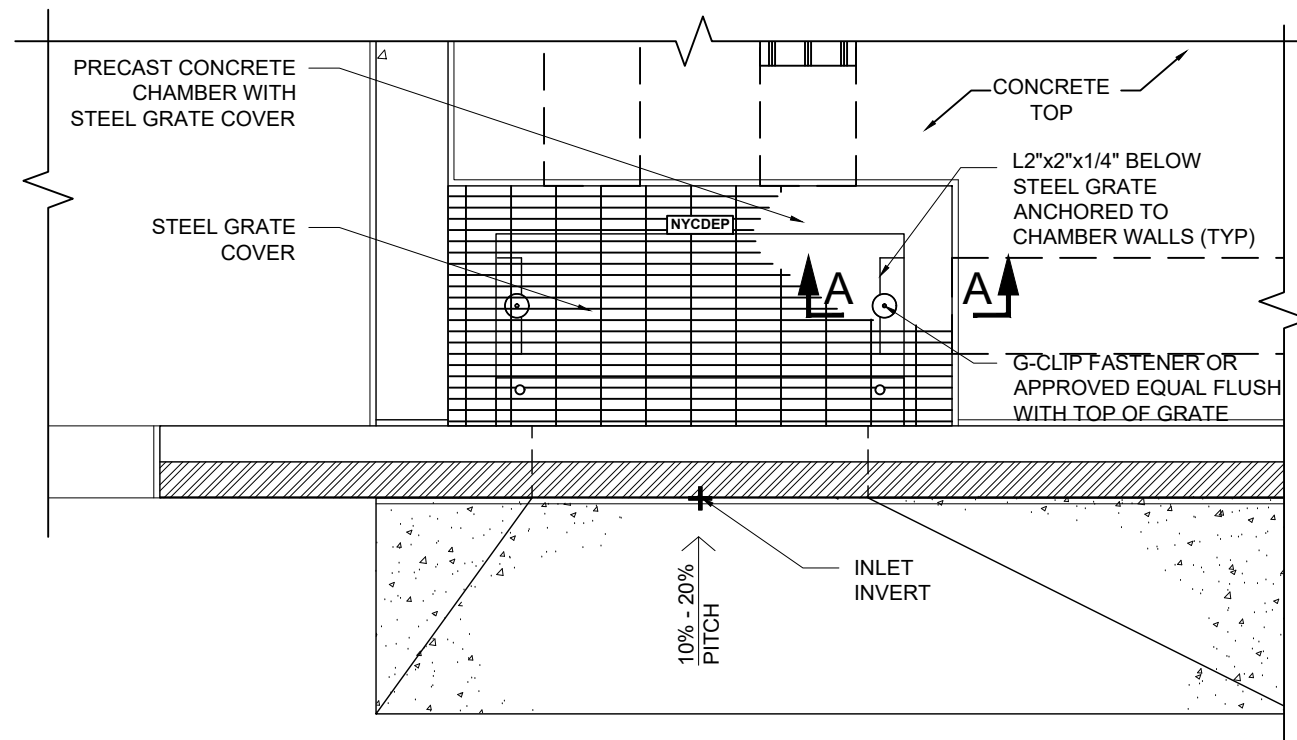 PRECAST CONCRETE
CHAMBER WITH
STEEL GRATE COVER
CONCRETE
TOP
L2"x2"x1/4" BELOW
STEEL GRATE
ANCHORED TO
CHAMBER WALLS (TYP)
STEEL GRATE
COVER
NYCDEP
A
A
G-CLIP FASTENER OR
APPROVED EQUAL FLUSH
WITH TOP OF GRATE
INLET
INVERT
10% - 20%
PITCH